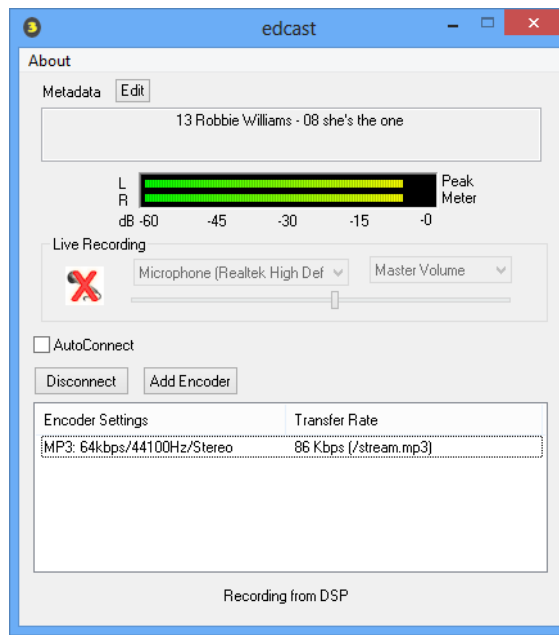 edcast
About
Metadata Edit
13 Robbie Williams - 08 she's the one
L Peak
R Meter
dB -60 -45 -30 -15 -0
Live Recording
Microphone (Realtek High Def Master Volume
AutoConnect
Disconnect Add Encoder
Encoder Settings Transfer Rate
MP3: 64kbps/44100Hz/Stereo 86 Kbps (/stream.mp3)
Recording from DSP